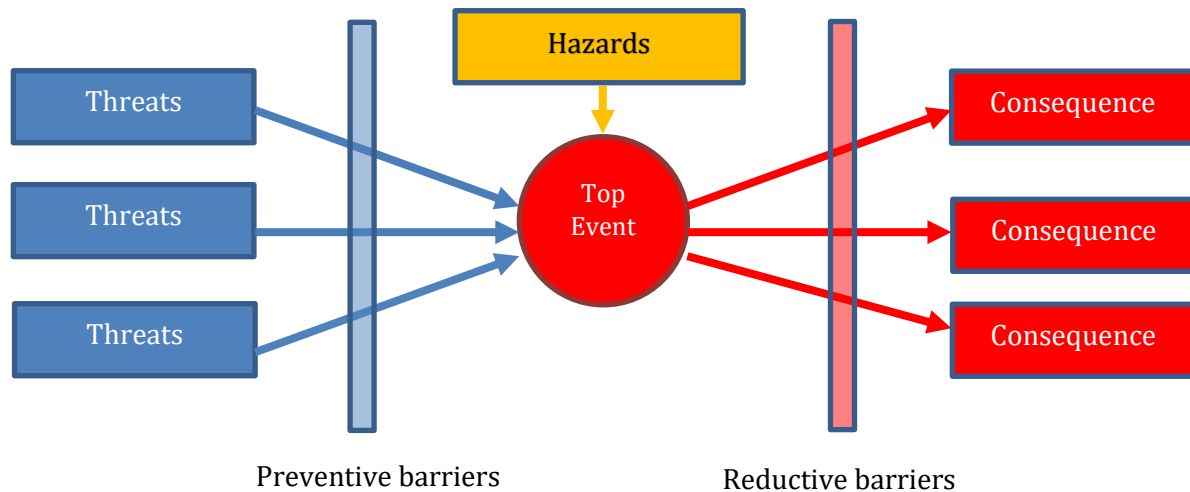 Hazards
Threats
Threats
Threats
Top
Event
Consequence
Consequence
Consequence
Preventive barriers
Reductive barriers